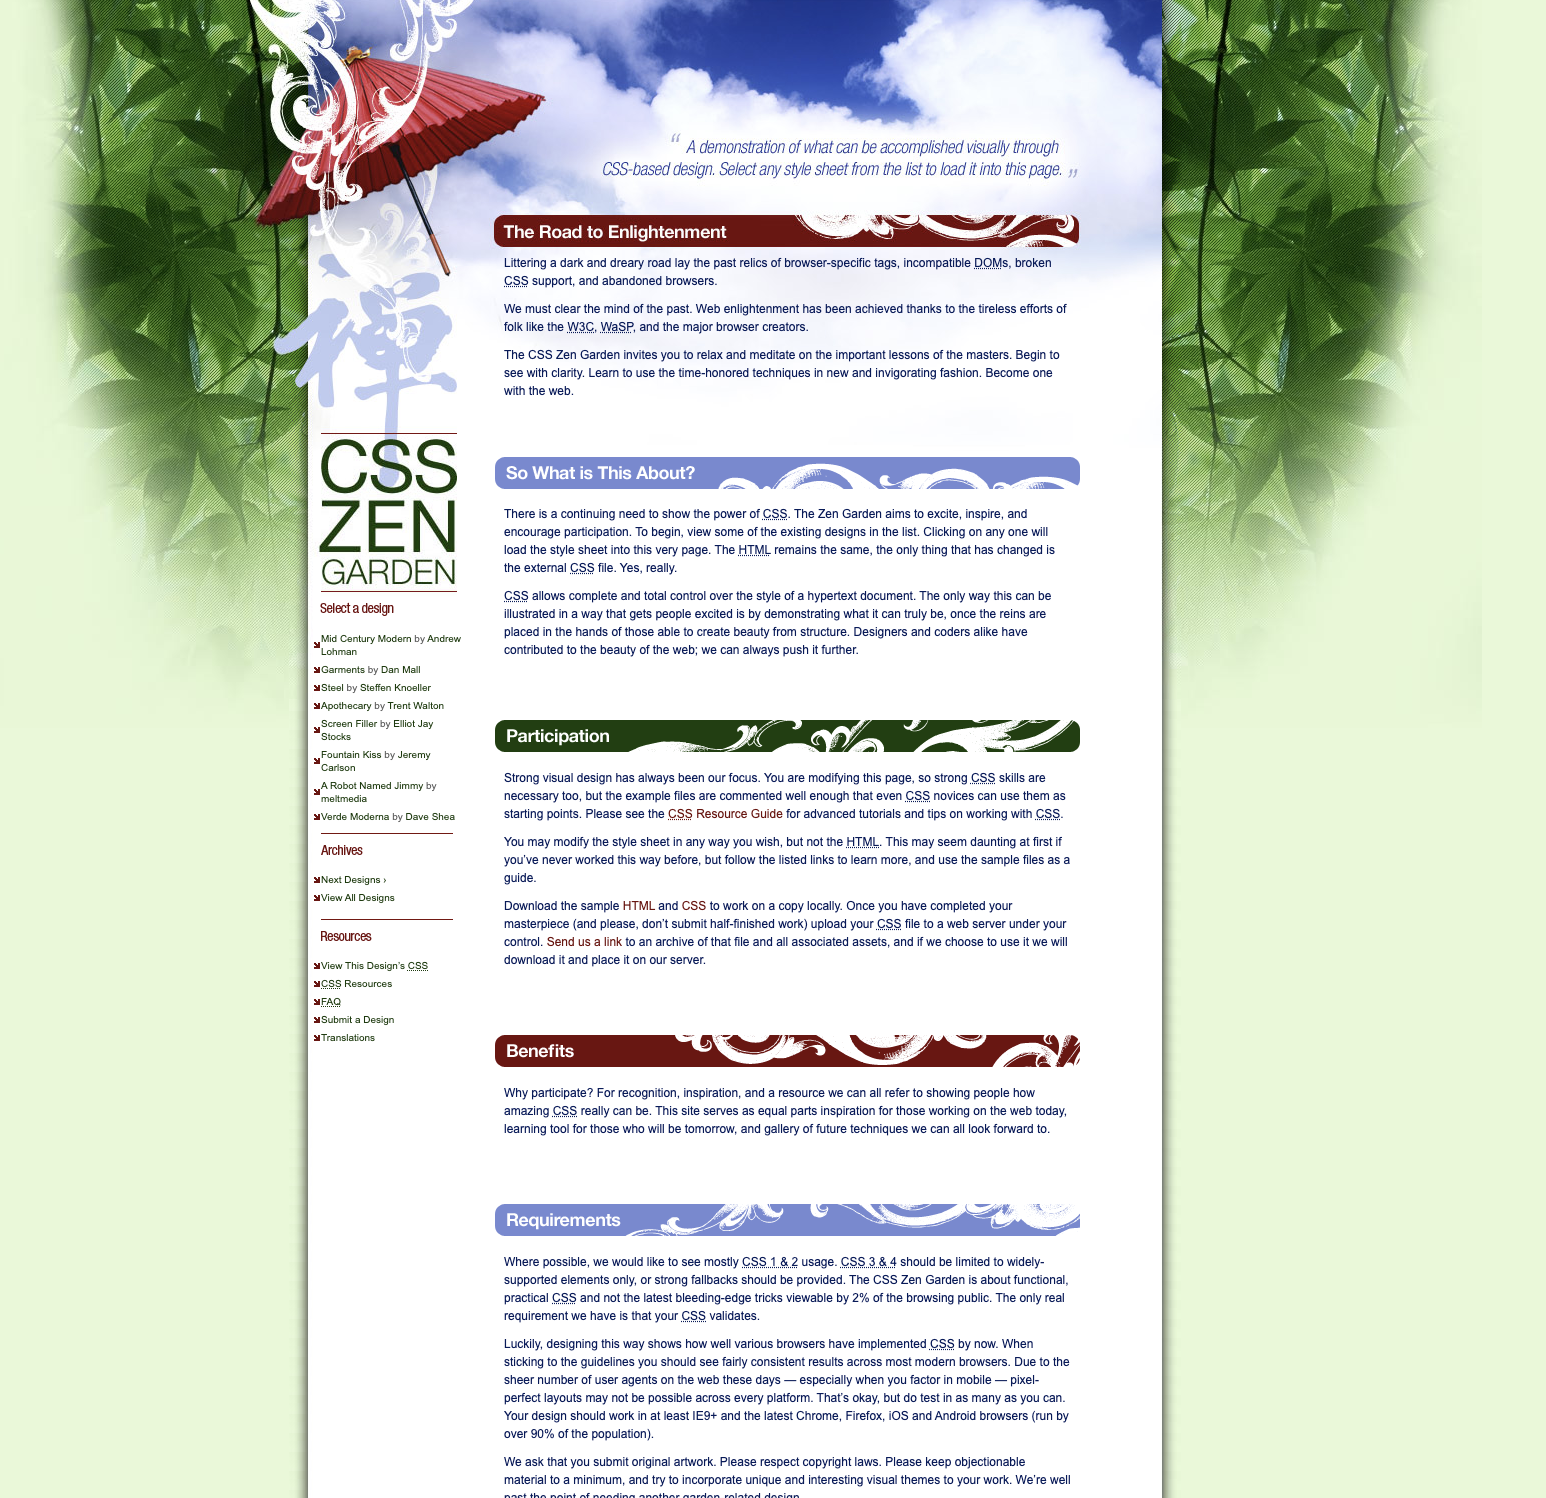 “ A demonstration of what can be accomplished visually through
CSS-based design. Select any style sheet from the list to load it into this page. ”
The Road to Enlightenment
Littering a dark and dreary road lay the past relics of browser-specific tags, incompatible DOMs, broken
CSS support, and abandoned browsers.
We must clear the mind of the past. Web enlightenment has been achieved thanks to the tireless efforts of
folk like the W3C, WaSP, and the major browser creators.
The CSS Zen Garden invites you to relax and meditate on the important lessons of the masters. Begin to
see with clarity. Learn to use the time-honored techniques in new and invigorating fashion. Become one
with the web.
So What is This About?
There is a continuing need to show the power of CSS. The Zen Garden aims to excite, inspire, and
encourage participation. To begin, view some of the existing designs in the list. Clicking on any one will
load the style sheet into this very page. The HTML remains the same, the only thing that has changed is
the external CSS file. Yes, really.
CSS allows complete and total control over the style of a hypertext document. The only way this can be
illustrated in a way that gets people excited is by demonstrating what it can truly be, once the reins are
placed in the hands of those able to create beauty from structure. Designers and coders alike have
contributed to the beauty of the web; we can always push it further.
Participation
Strong visual design has always been our focus. You are modifying this page, so strong CSS skills are
necessary too, but the example files are commented well enough that even CSS novices can use them as
starting points. Please see the CSS Resource Guide for advanced tutorials and tips on working with CSS.
You may modify the style sheet in any way you wish, but not the HTML. This may seem daunting at first if
you’ve never worked this way before, but follow the listed links to learn more, and use the sample files as a
guide.
Download the sample HTML and CSS to work on a copy locally. Once you have completed your
masterpiece (and please, don’t submit half-finished work) upload your CSS file to a web server under your
control. Send us a link to an archive of that file and all associated assets, and if we choose to use it we will
download it and place it on our server.
Benefits
Why participate? For recognition, inspiration, and a resource we can all refer to showing people how
amazing CSS really can be. This site serves as equal parts inspiration for those working on the web today,
learning tool for those who will be tomorrow, and gallery of future techniques we can all look forward to.
Requirements
Where possible, we would like to see mostly CSS 1 & 2 usage. CSS 3 & 4 should be limited to widely-
supported elements only, or strong fallbacks should be provided. The CSS Zen Garden is about functional,
practical CSS and not the latest bleeding-edge tricks viewable by 2% of the browsing public. The only real
requirement we have is that your CSS validates.
Luckily, designing this way shows how well various browsers have implemented CSS by now. When
sticking to the guidelines you should see fairly consistent results across most modern browsers. Due to the
sheer number of user agents on the web these days — especially when you factor in mobile — pixel-
perfect layouts may not be possible across every platform. That’s okay, but do test in as many as you can.
Your design should work in at least IE9+ and the latest Chrome, Firefox, iOS and Android browsers (run by
over 90% of the population).
We ask that you submit original artwork. Please respect copyright laws. Please keep objectionable
material to a minimum, and try to incorporate unique and interesting visual themes to your work. We’re well
past the point of needing another garden-related design.
禅
CSS
ZEN
GARDEN
Select a design
Mid Century Modern by Andrew
Lohman
Garments by Dan Mall
Steel by Steffen Knoeller
Apothecary by Trent Walton
Screen Filler by Elliot Jay
Stocks
Fountain Kiss by Jeremy
Carlson
A Robot Named Jimmy by
meltmedia
Verde Moderna by Dave Shea
Archives
Next Designs ›
View All Designs
Resources
View This Design’s CSS
CSS Resources
FAQ
Submit a Design
Translations